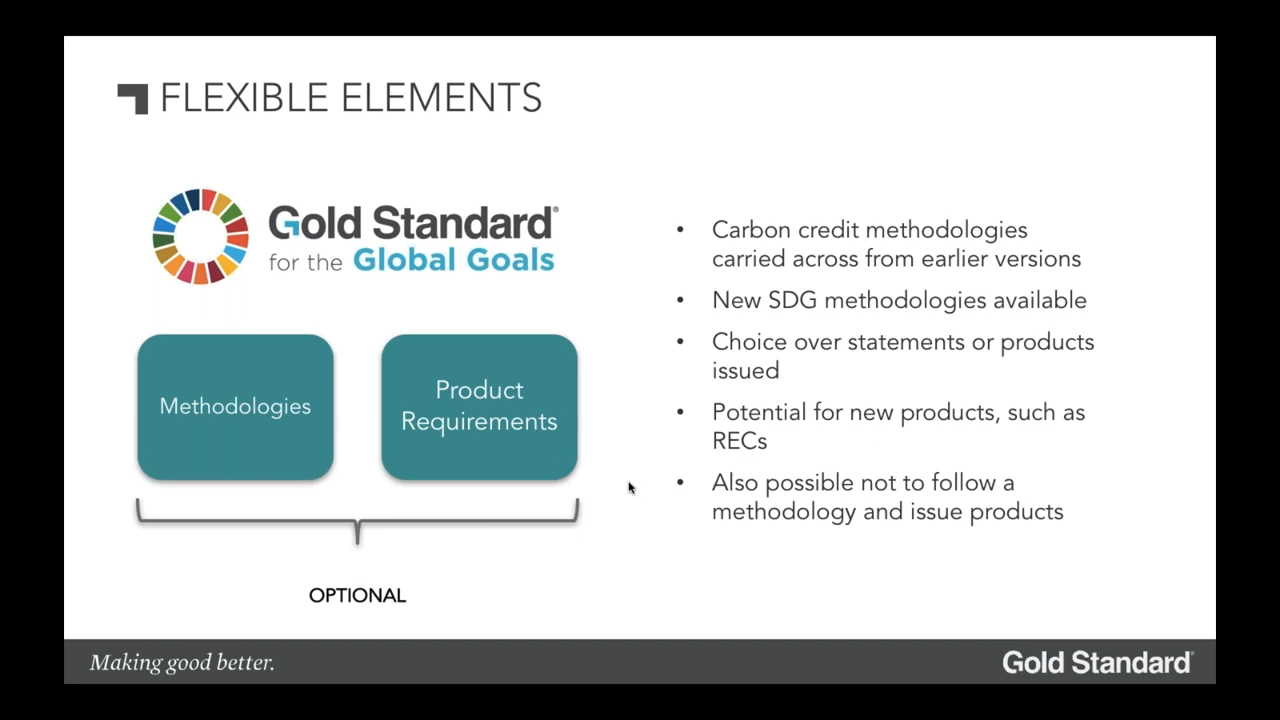 FLEXIBLE ELEMENTS
Gold Standard®
for the Global Goals
Methodologies
Product
Requirements
OPTIONAL
• Carbon credit methodologies
carried across from earlier versions
• New SDG methodologies available
• Choice over statements or products
issued
• Potential for new products, such as
RECs
• Also possible not to follow a
methodology and issue products
Making good better.
Gold Standard®